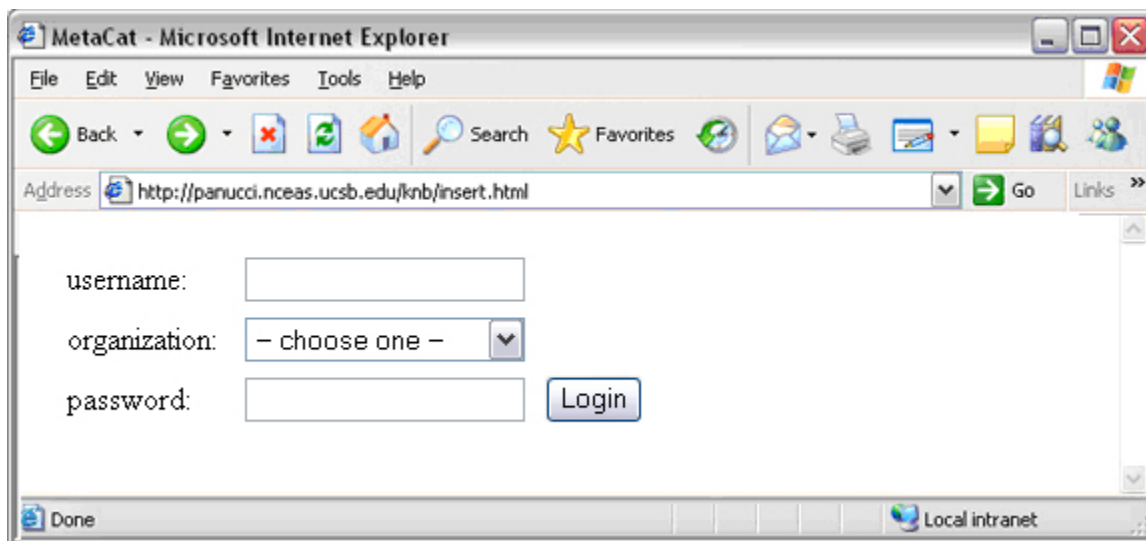 MetaCat - Microsoft Internet Explorer
File Edit View Favorites Tools Help
Back Search Favorites
Address http://panucci.nceas.ucsb.edu/knb/insert.html Go Links »
username:
organization: – choose one –
password: Login
Done Local intranet